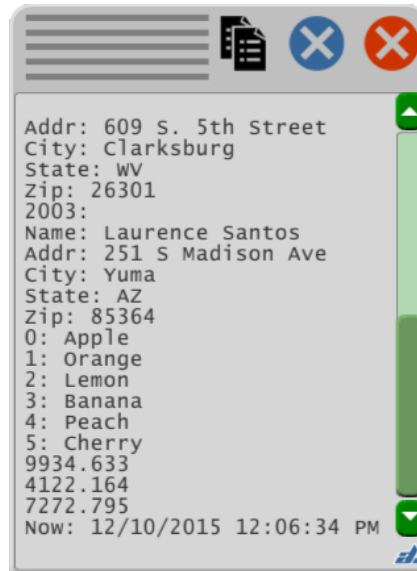 Addr: 609 S. 5th Street
City: Clarksburg
State: WV
Zip: 26301
2003:
Name: Laurence Santos
Addr: 251 S Madison Ave
City: Yuma
State: AZ
Zip: 85364
0: Apple
1: Orange
2: Lemon
3: Banana
4: Peach
5: Cherry
9934.633
4122.164
7272.795
Now: 12/10/2015 12:06:34 PM